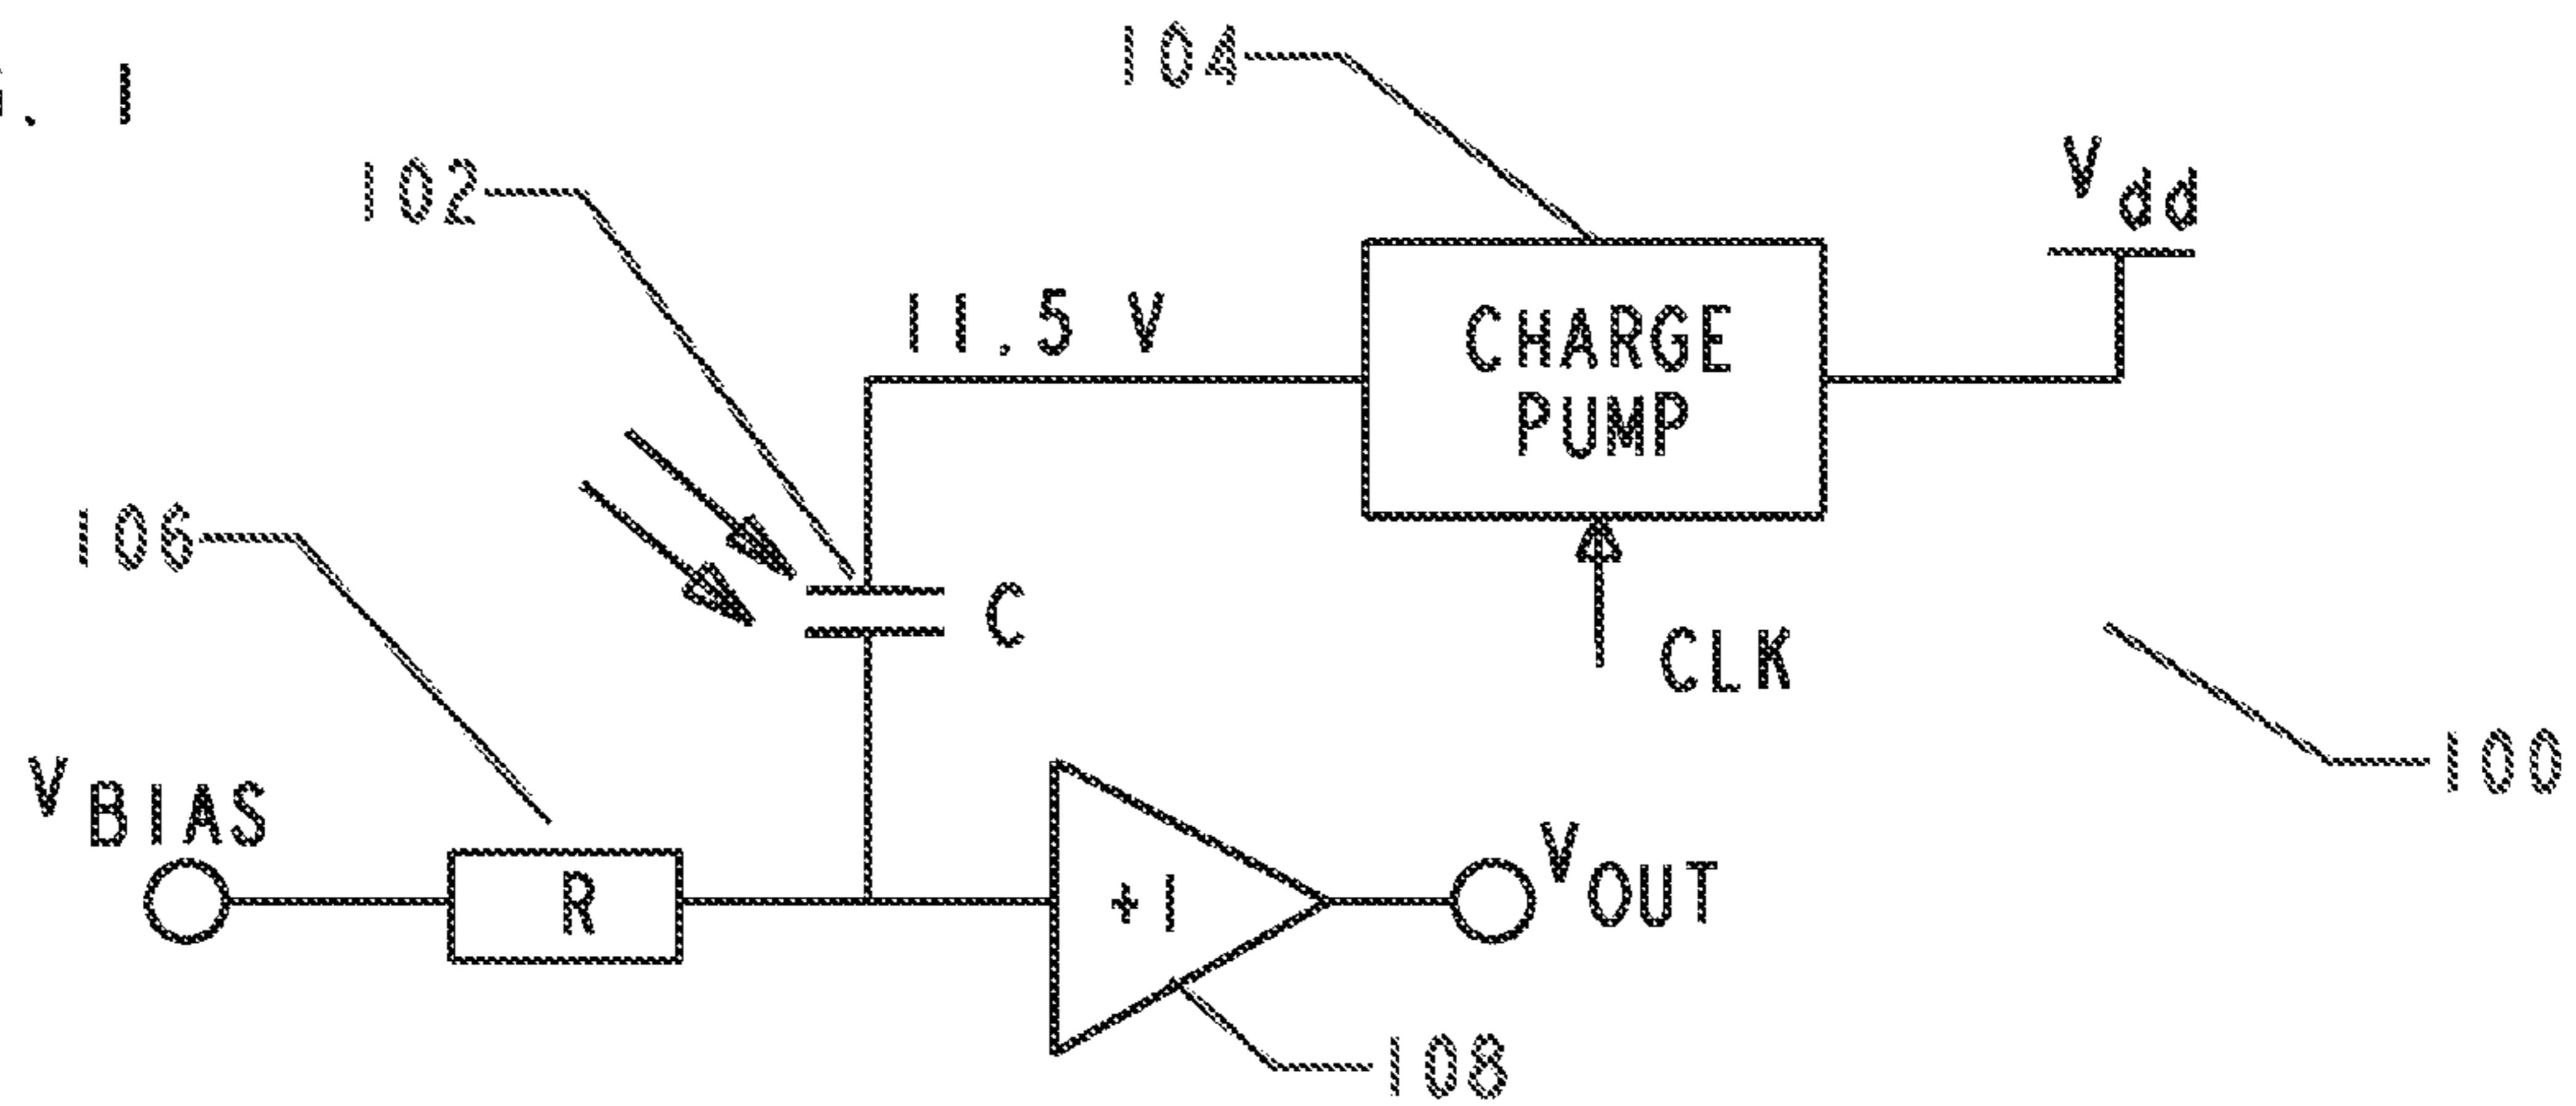 . 1
104
102
Vdd
11.5 V
CHARGE
PUMP
106
C
CLK
100
VBIAS
R
+1
VOUT
108